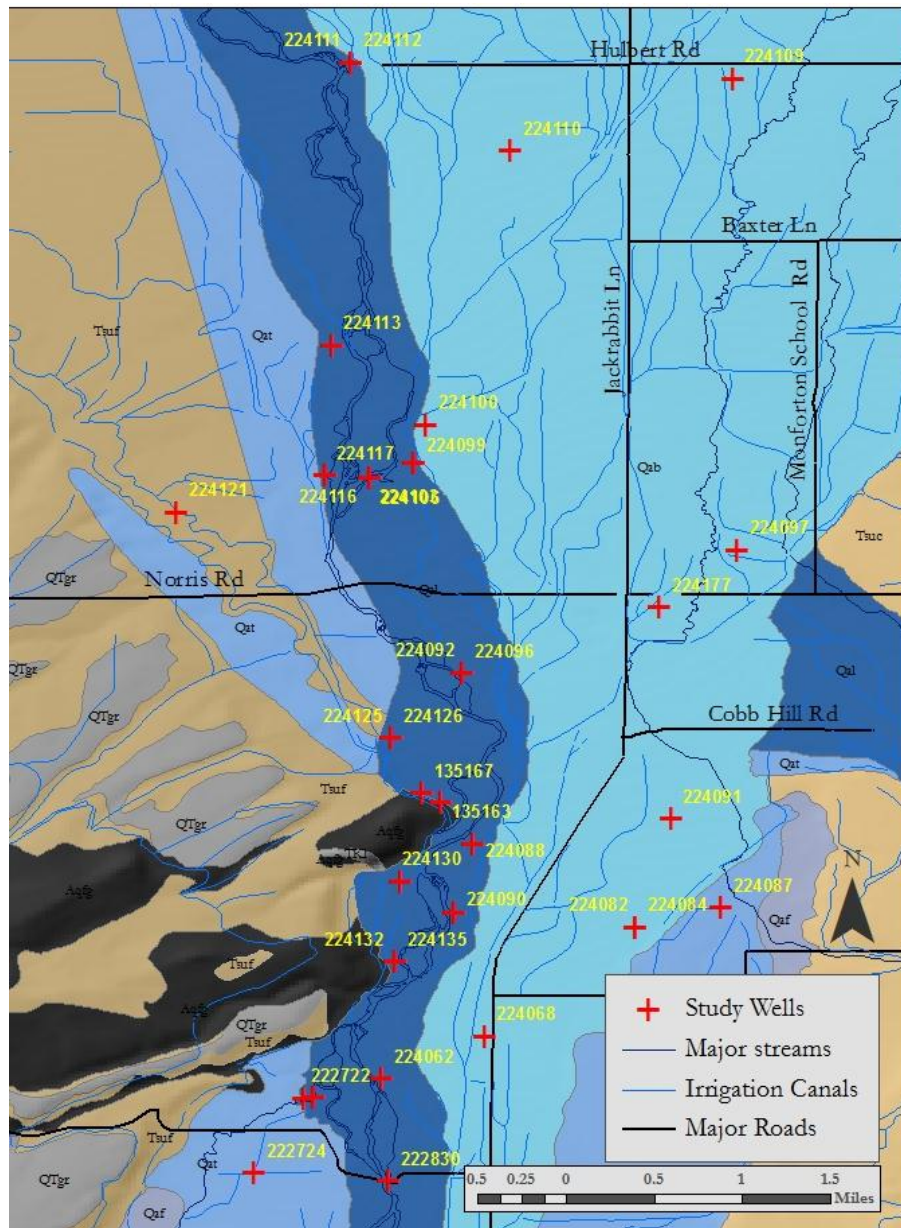 224111 224112
Hulbert Rd
224109
224110
Baxter Ln
Tsuf
Qat
224113
Jackrabbit Ln
Monforton School Rd
224100
224099
224117
224116
224121
Qab
224097
Tsuc
QTgr
Norris Rd
Qal
224177
Qat
QTgr
224092 224096
Qal
QTgr
224125 224126
Cobb Hill Rd
Qat
Tsuf
135167
QTgr
135163
224091
Aqfg
224088
Aqfg
224130
N
224087
224090
224082 224084
Qaf
224132 224135
Tsuf
Aqfg
QTgr
Tsuf
224068
224062
222722
Tsuf
Qat
222724
222830
QTgr
Qaf
Study Wells
Major streams
Irrigation Canals
Major Roads
0.5 0.25 0 0.5 1 1.5
Miles